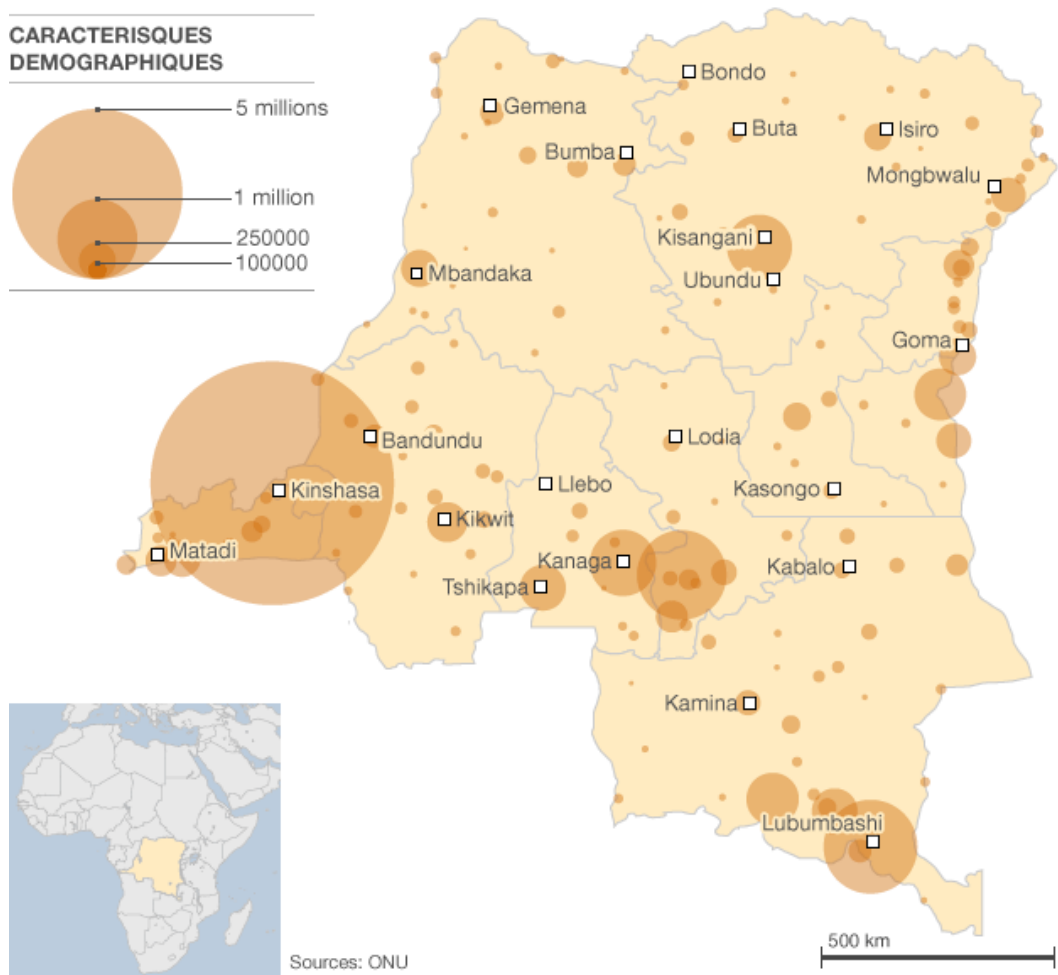 CARACTERISQUES
DEMOGRAPHIQUES
5 millions
1 million
250000
100000
Bondo
Gemena
Buta
Isiro
Bumba
Mongbwalu
Kisangani
Mbandaka
Ubundu
Goma
Bandundu
Lodia
Kinshasa
Llebo
Kasongo
Kikwit
Matadi
Kanaga
Kabalo
Tshikapa
Kamina
Lubumbashi
500 km
Sources: ONU